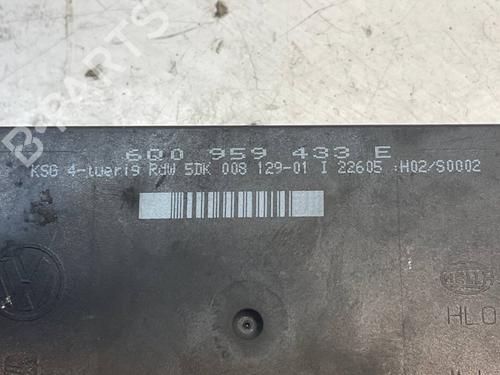 6Q0 959 433 E
KSG 4-tuerig RdW 5DK 008 129-01 I 22605 :H02/S0002
HELLA
HLO
B-PARTS